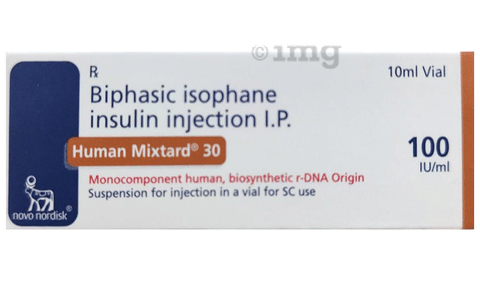 ©1mg
℞
10ml Vial
Biphasic isophane
insulin injection I.P.
Human Mixtard® 30
100
IU/ml
Monocomponent human, biosynthetic r-DNA Origin
Suspension for injection in a vial for SC use
novo nordisk®